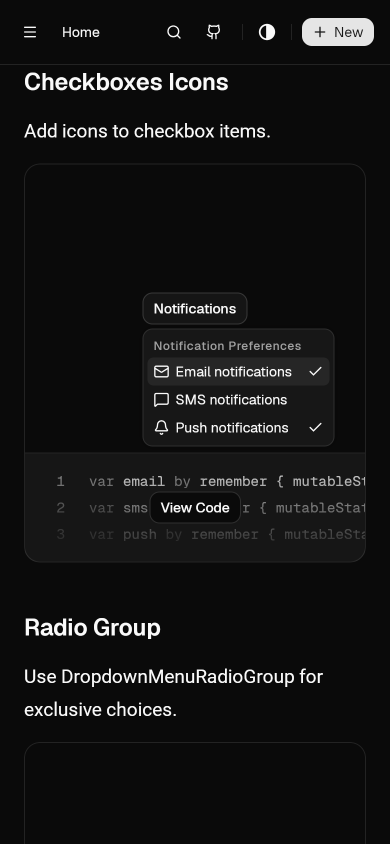 Home
New
Checkboxes Icons
Add icons to checkbox items.
Notifications
Notification Preferences
Email notifications
SMS notifications
Push notifications
1 var email by remember { mutableSt
2 var sms r { mutableStat
View Code
3 var push by remember { mutableSta
Radio Group
Use DropdownMenuRadioGroup for
exclusive choices.